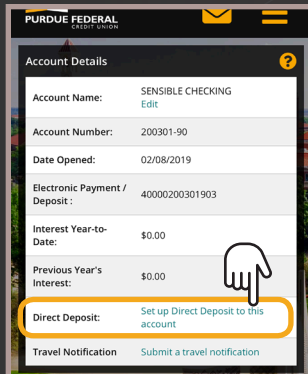 PURDUE FEDERAL
CREDIT UNION
Account Details
?
Account Name:
SENSIBLE CHECKING
Edit
Account Number:
200301-90
Date Opened:
02/08/2019
Electronic Payment /
Deposit :
40000200301903
Interest Year-to-
Date:
$0.00
Previous Year's
Interest:
$0.00
Direct Deposit:
Set up Direct Deposit to this
account
Travel Notification
Submit a travel notification